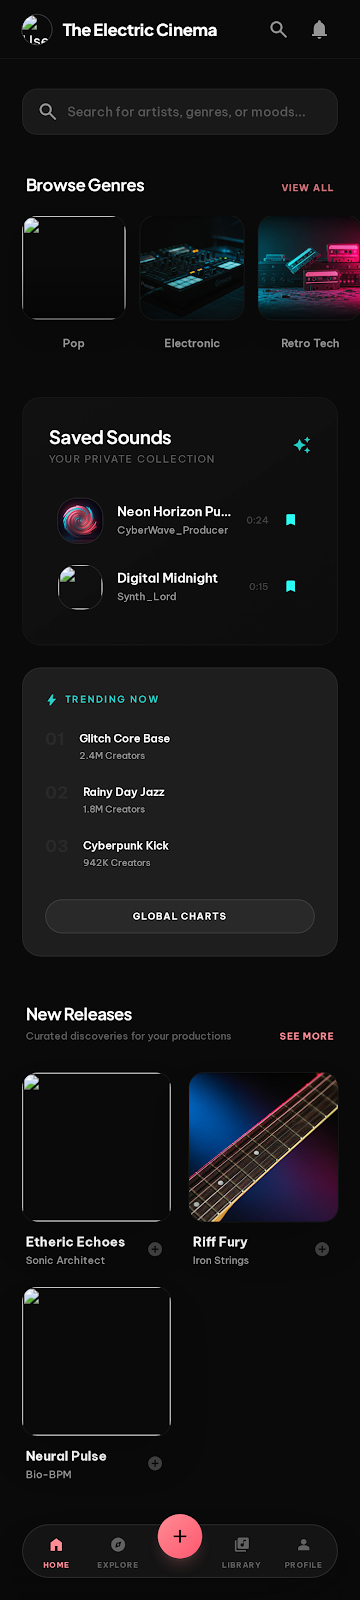 Use
The Electric Cinema
Search for artists, genres, or moods...
Browse Genres
VIEW ALL
Pop
Electronic
Retro Tech
Saved Sounds
YOUR PRIVATE COLLECTION
Neon Horizon Pu...
CyberWave_Producer
0:24
Digital Midnight
Synth_Lord
0:15
TRENDING NOW
01
Glitch Core Base
2.4M Creators
02
Rainy Day Jazz
1.8M Creators
03
Cyberpunk Kick
942K Creators
GLOBAL CHARTS
New Releases
Curated discoveries for your productions
SEE MORE
Etheric Echoes
Sonic Architect
Riff Fury
Iron Strings
Neural Pulse
Bio-BPM
HOME
EXPLORE
LIBRARY
PROFILE